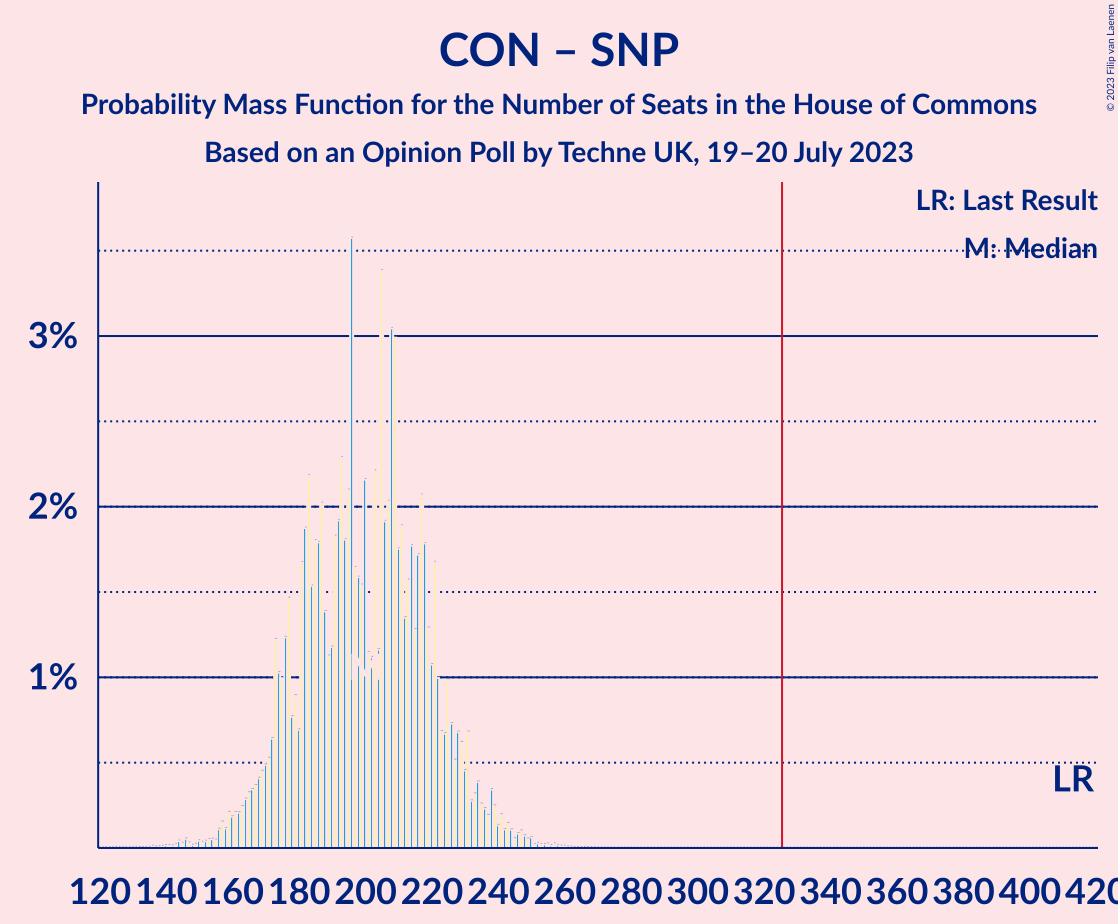 CON – SNP
Probability Mass Function for the Number of Seats in the House of Commons
Based on an Opinion Poll by Techne UK, 19–20 July 2023
© 2023 Filip van Laenen
LR: Last Result
M: Median
3%
2%
1%
LR
120 140 160 180 200 220 240 260 280 300 320 340 360 380 400 420